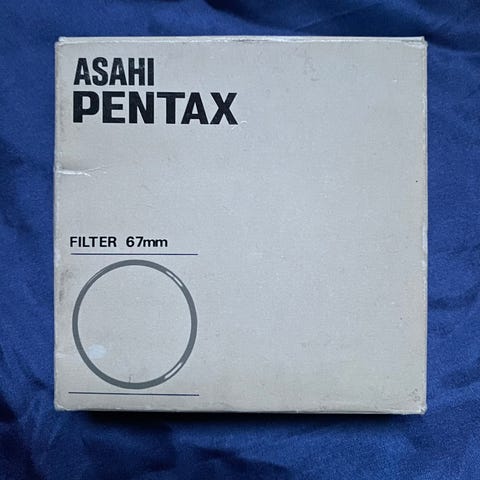 ASAHI
PENTAX
FILTER 67mm